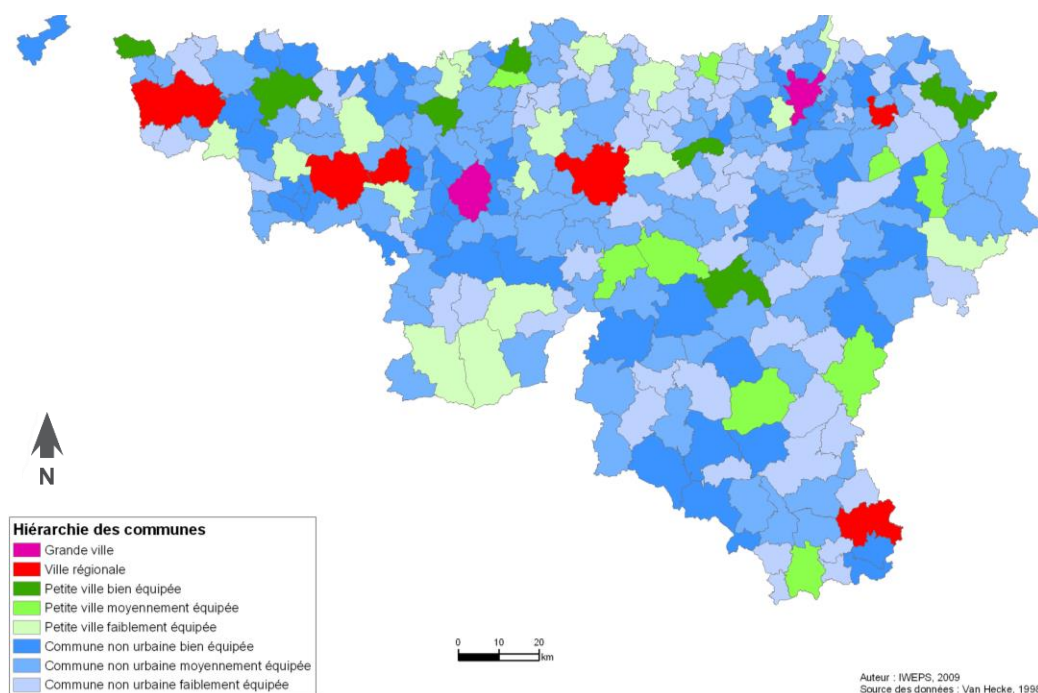 N
Hiérarchie des communes
Grande ville
Ville régionale
Petite ville bien équipée
Petite ville moyennement équipée
Petite ville faiblement équipée
Commune non urbaine bien équipée
Commune non urbaine moyennement équipée
Commune non urbaine faiblement équipée
0 10 20
km
Auteur : IWEPS, 2009
Source des données : Van Hecke, 1998